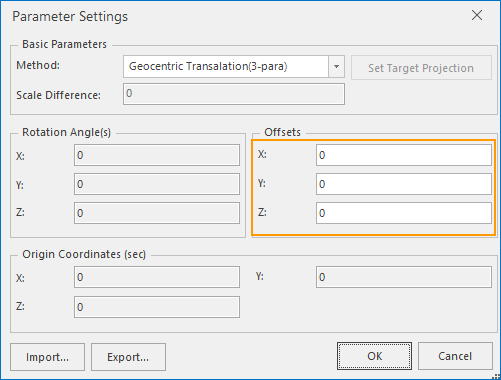 Parameter Settings
Basic Parameters
Method: Geocentric Transalation(3-para) Set Target Projection
Scale Difference: 0
Rotation Angle(s)
X: 0
Y: 0
Z: 0
Offsets
X: 0
Y: 0
Z: 0
Origin Coordinates (sec)
X: 0 Y: 0
Z: 0
Import... Export... OK Cancel